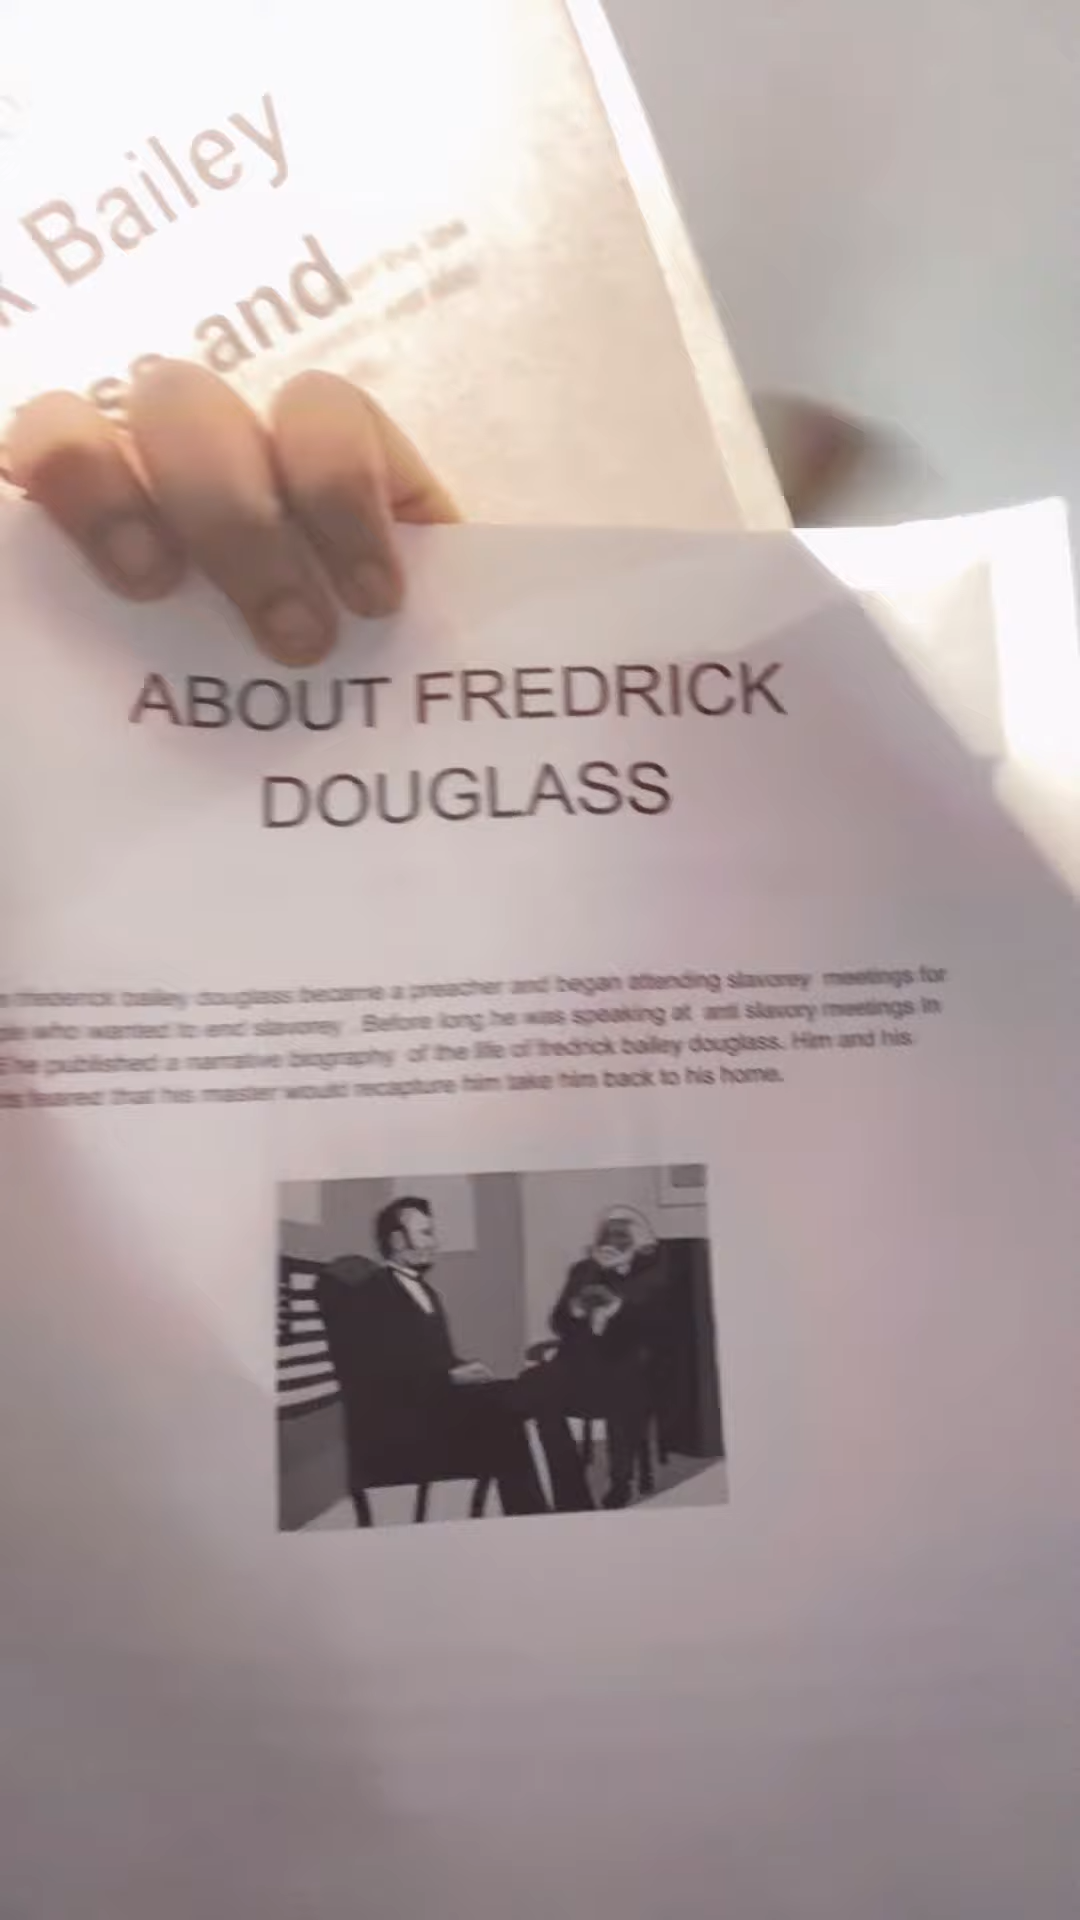 Bailey
and
ABOUT FREDRICK
DOUGLASS
bailey douglass became a preacher and began attending slavorey meetings for
who wanted to end slavorey . Before long he was speaking at anti slavory meetings in
he published a narrative biography of the life of fredrick bailey douglass. Him and his
feared that his master would recapture him take him back to his home.